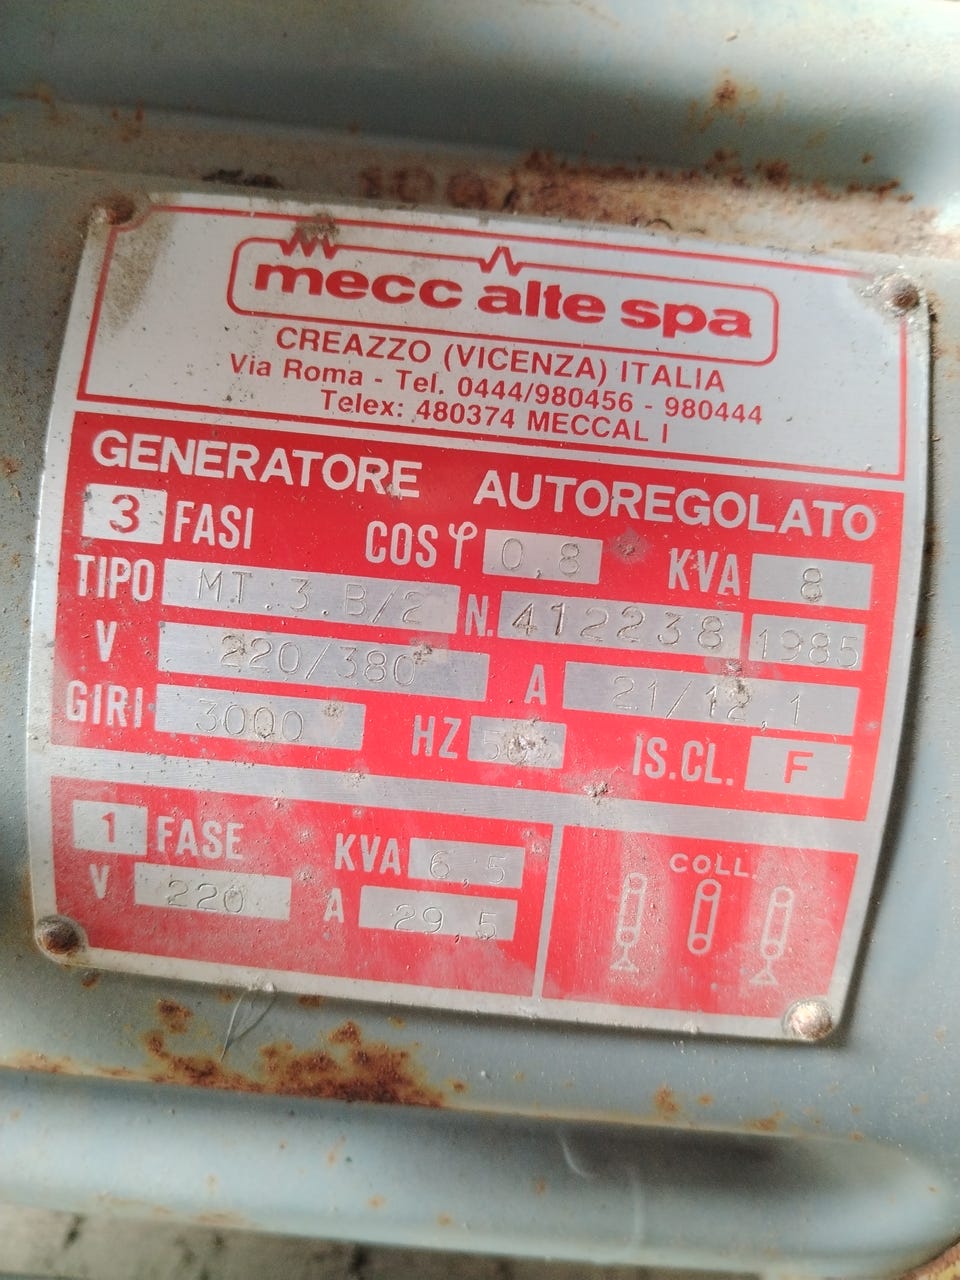 mecc alte spa
CREAZZO (VICENZA) ITALIA
Via Roma - Tel. 0444/980456 - 980444
Telex: 480374 MECCAL I
GENERATORE AUTOREGOLATO
3 FASI COS φ 0,8 KVA 8
TIPO MT.3.B/2 N. 412238 1985
V 220/380 A 21/12,1
GIRI 3000 HZ 50 IS.CL. F
1 FASE KVA 6,5
V 220 A 29,5
COLL.